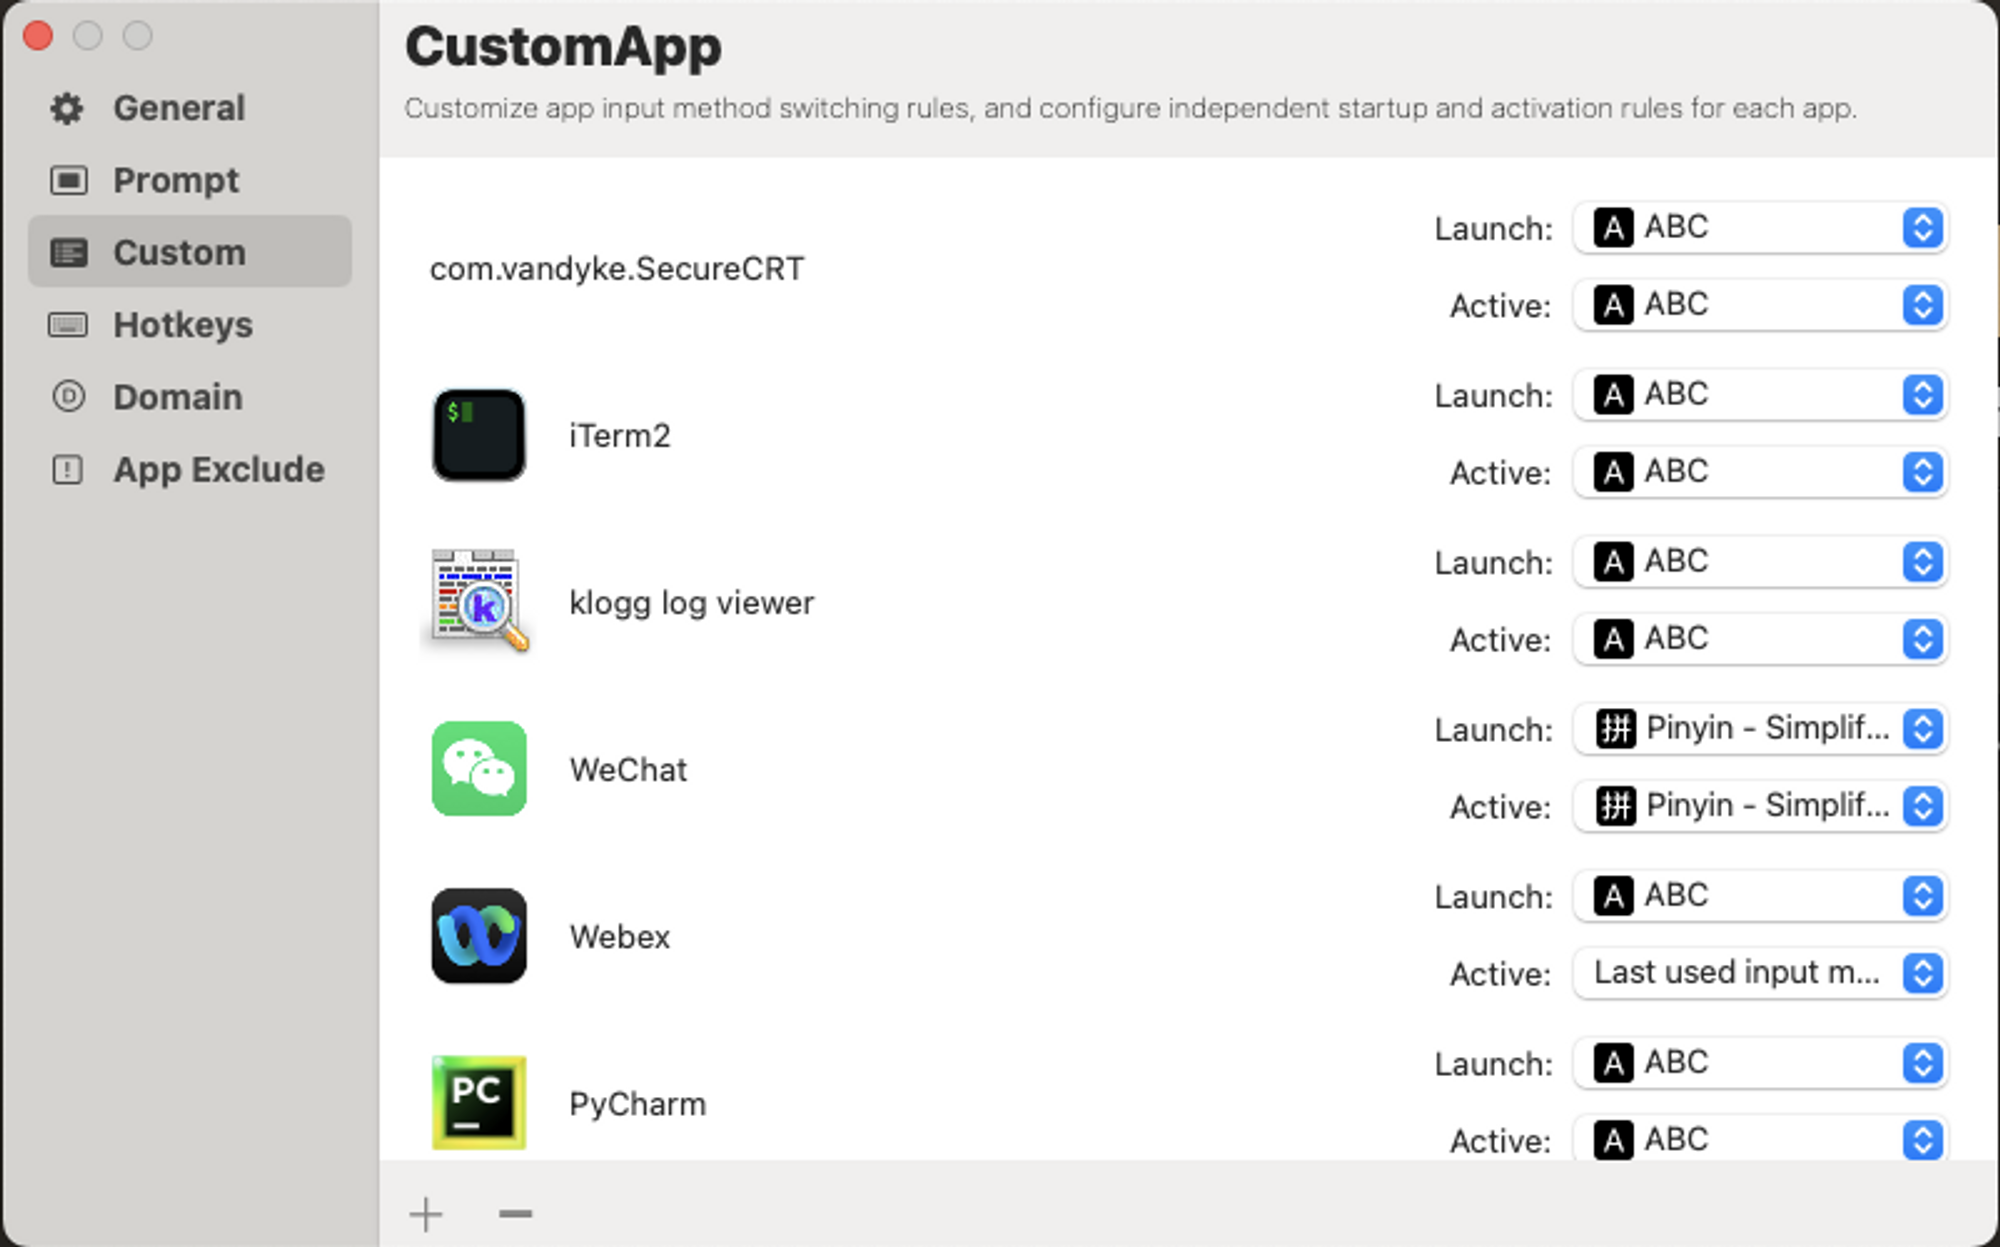 CustomApp
Customize app input method switching rules, and configure independent startup and activation rules for each app.
General
Prompt
Custom
Hotkeys
Domain
App Exclude
com.vandyke.SecureCRT
Launch: A ABC
Active: A ABC
$
iTerm2
Launch: A ABC
Active: A ABC
k
klogg log viewer
Launch: A ABC
Active: A ABC
WeChat
Launch: 拼 Pinyin - Simplif...
Active: 拼 Pinyin - Simplif...
Webex
Launch: A ABC
Active: Last used input m...
PC
PyCharm
Launch: A ABC
Active: A ABC